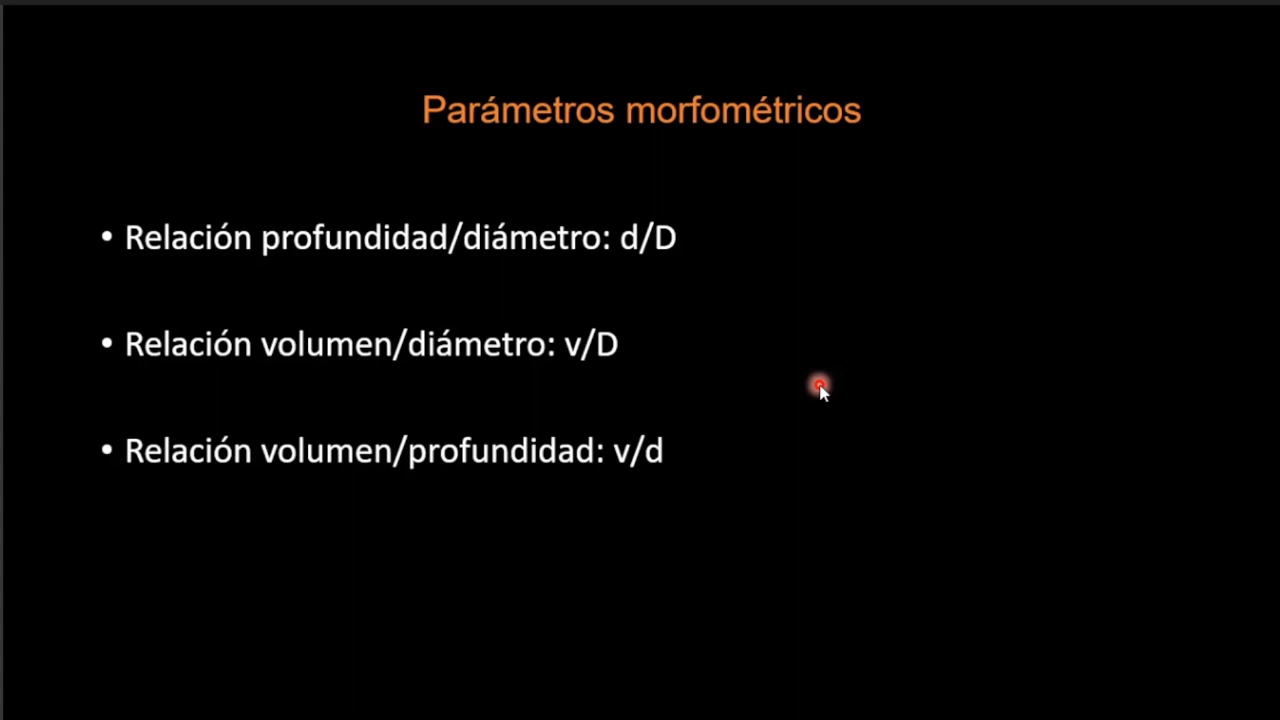 Parámetros morfométricos
• Relación profundidad/diámetro: d/D
• Relación volumen/diámetro: v/D
• Relación volumen/profundidad: v/d